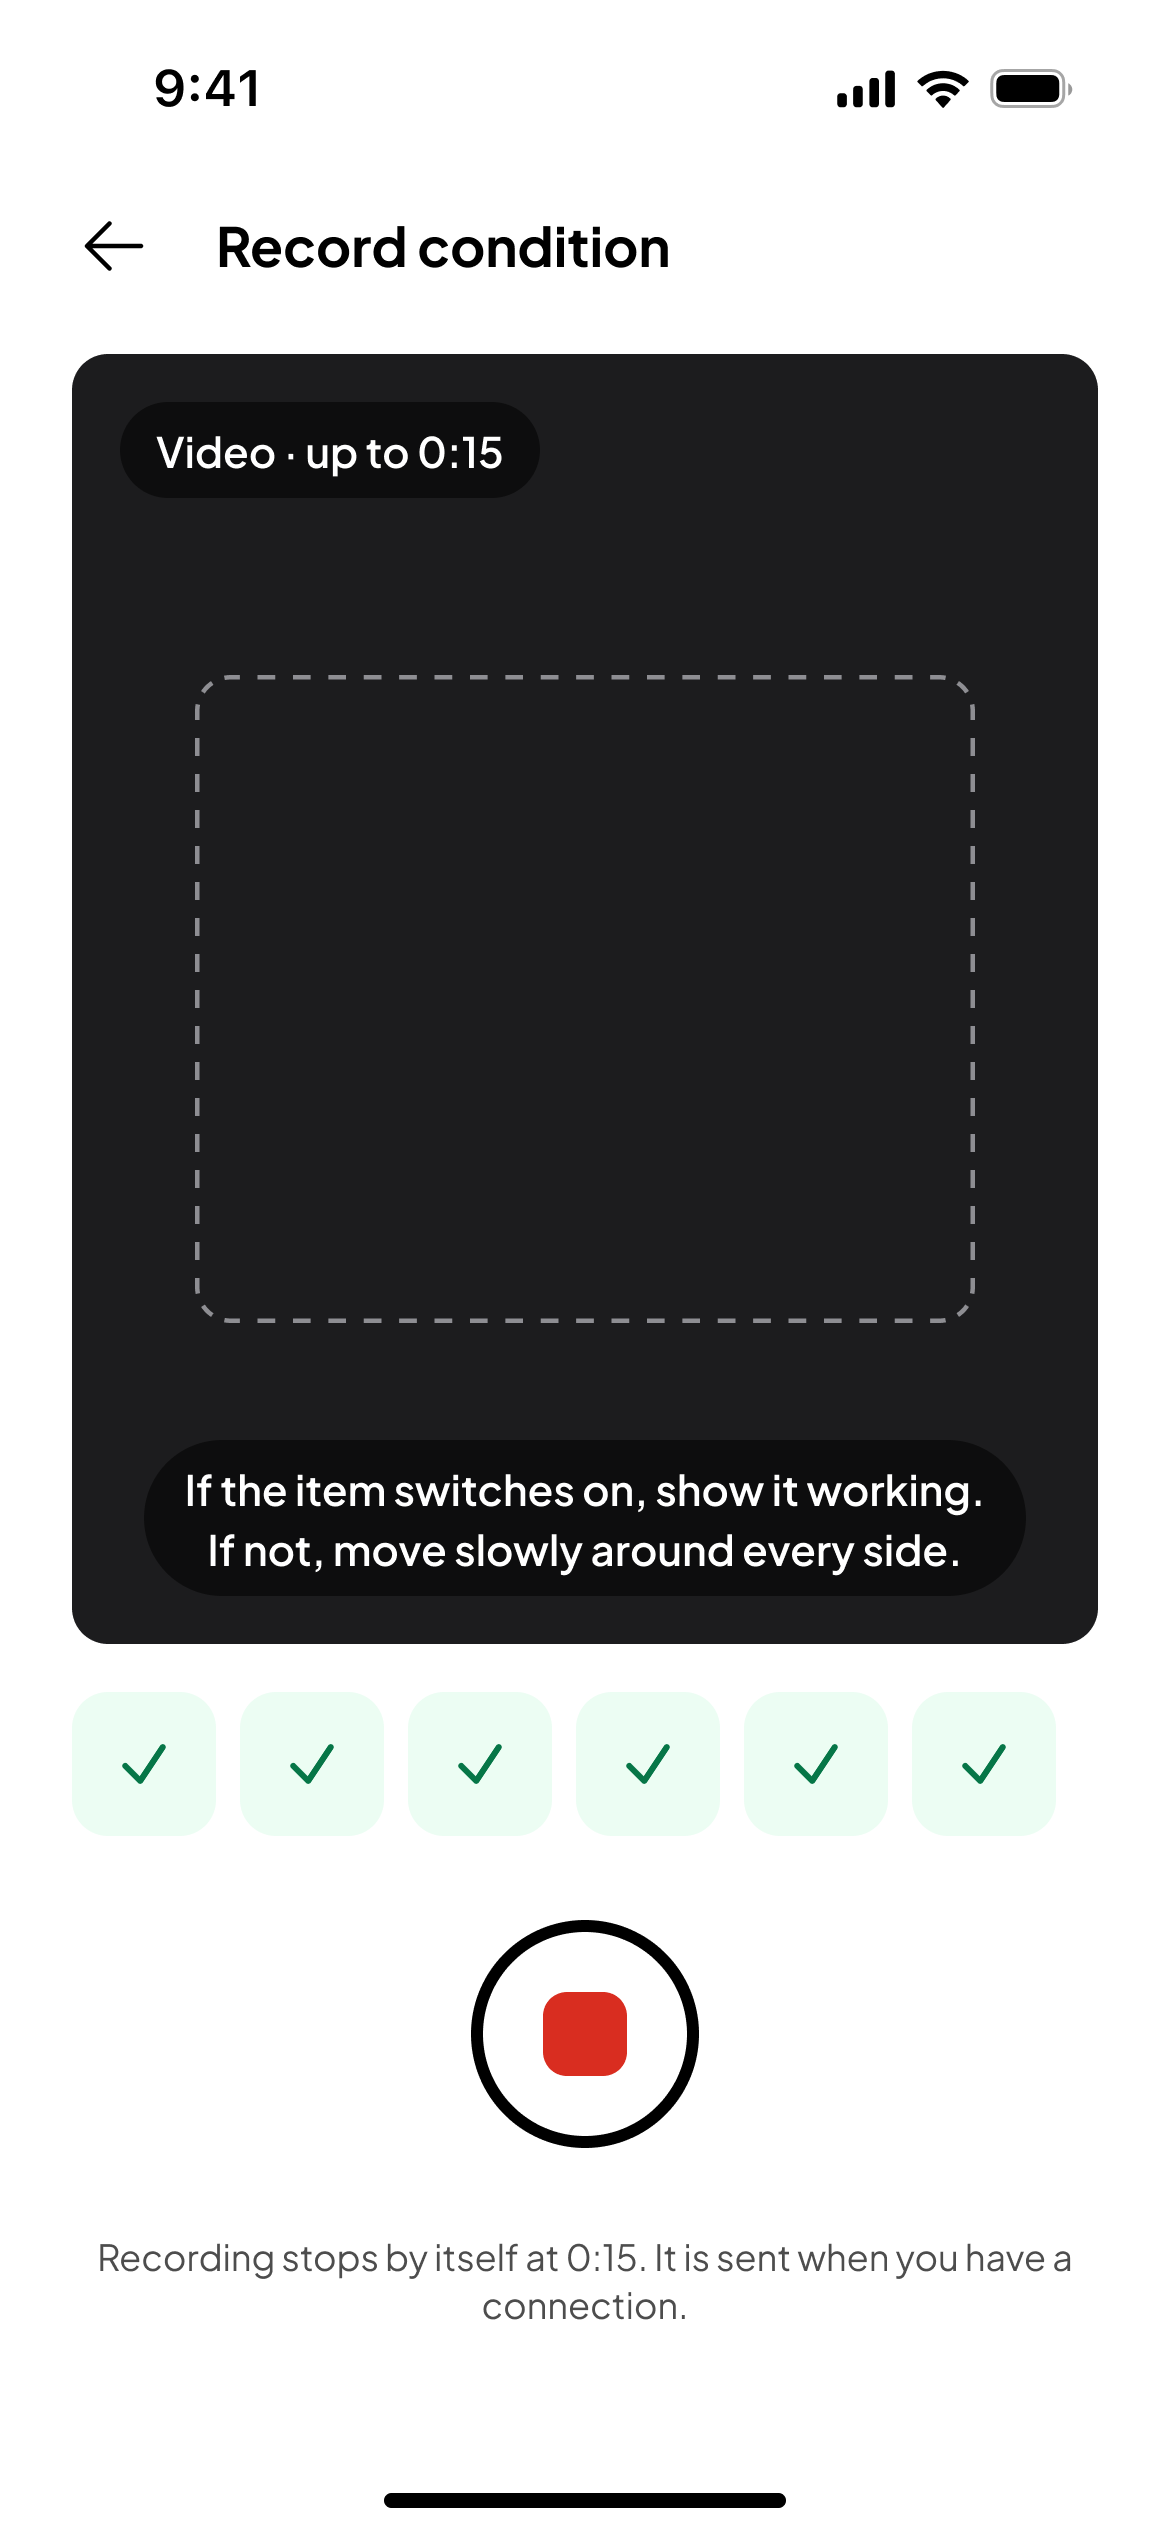 9:41
Record condition
Video · up to 0:15
If the item switches on, show it working.
If not, move slowly around every side.
Recording stops by itself at 0:15. It is sent when you have a
connection.